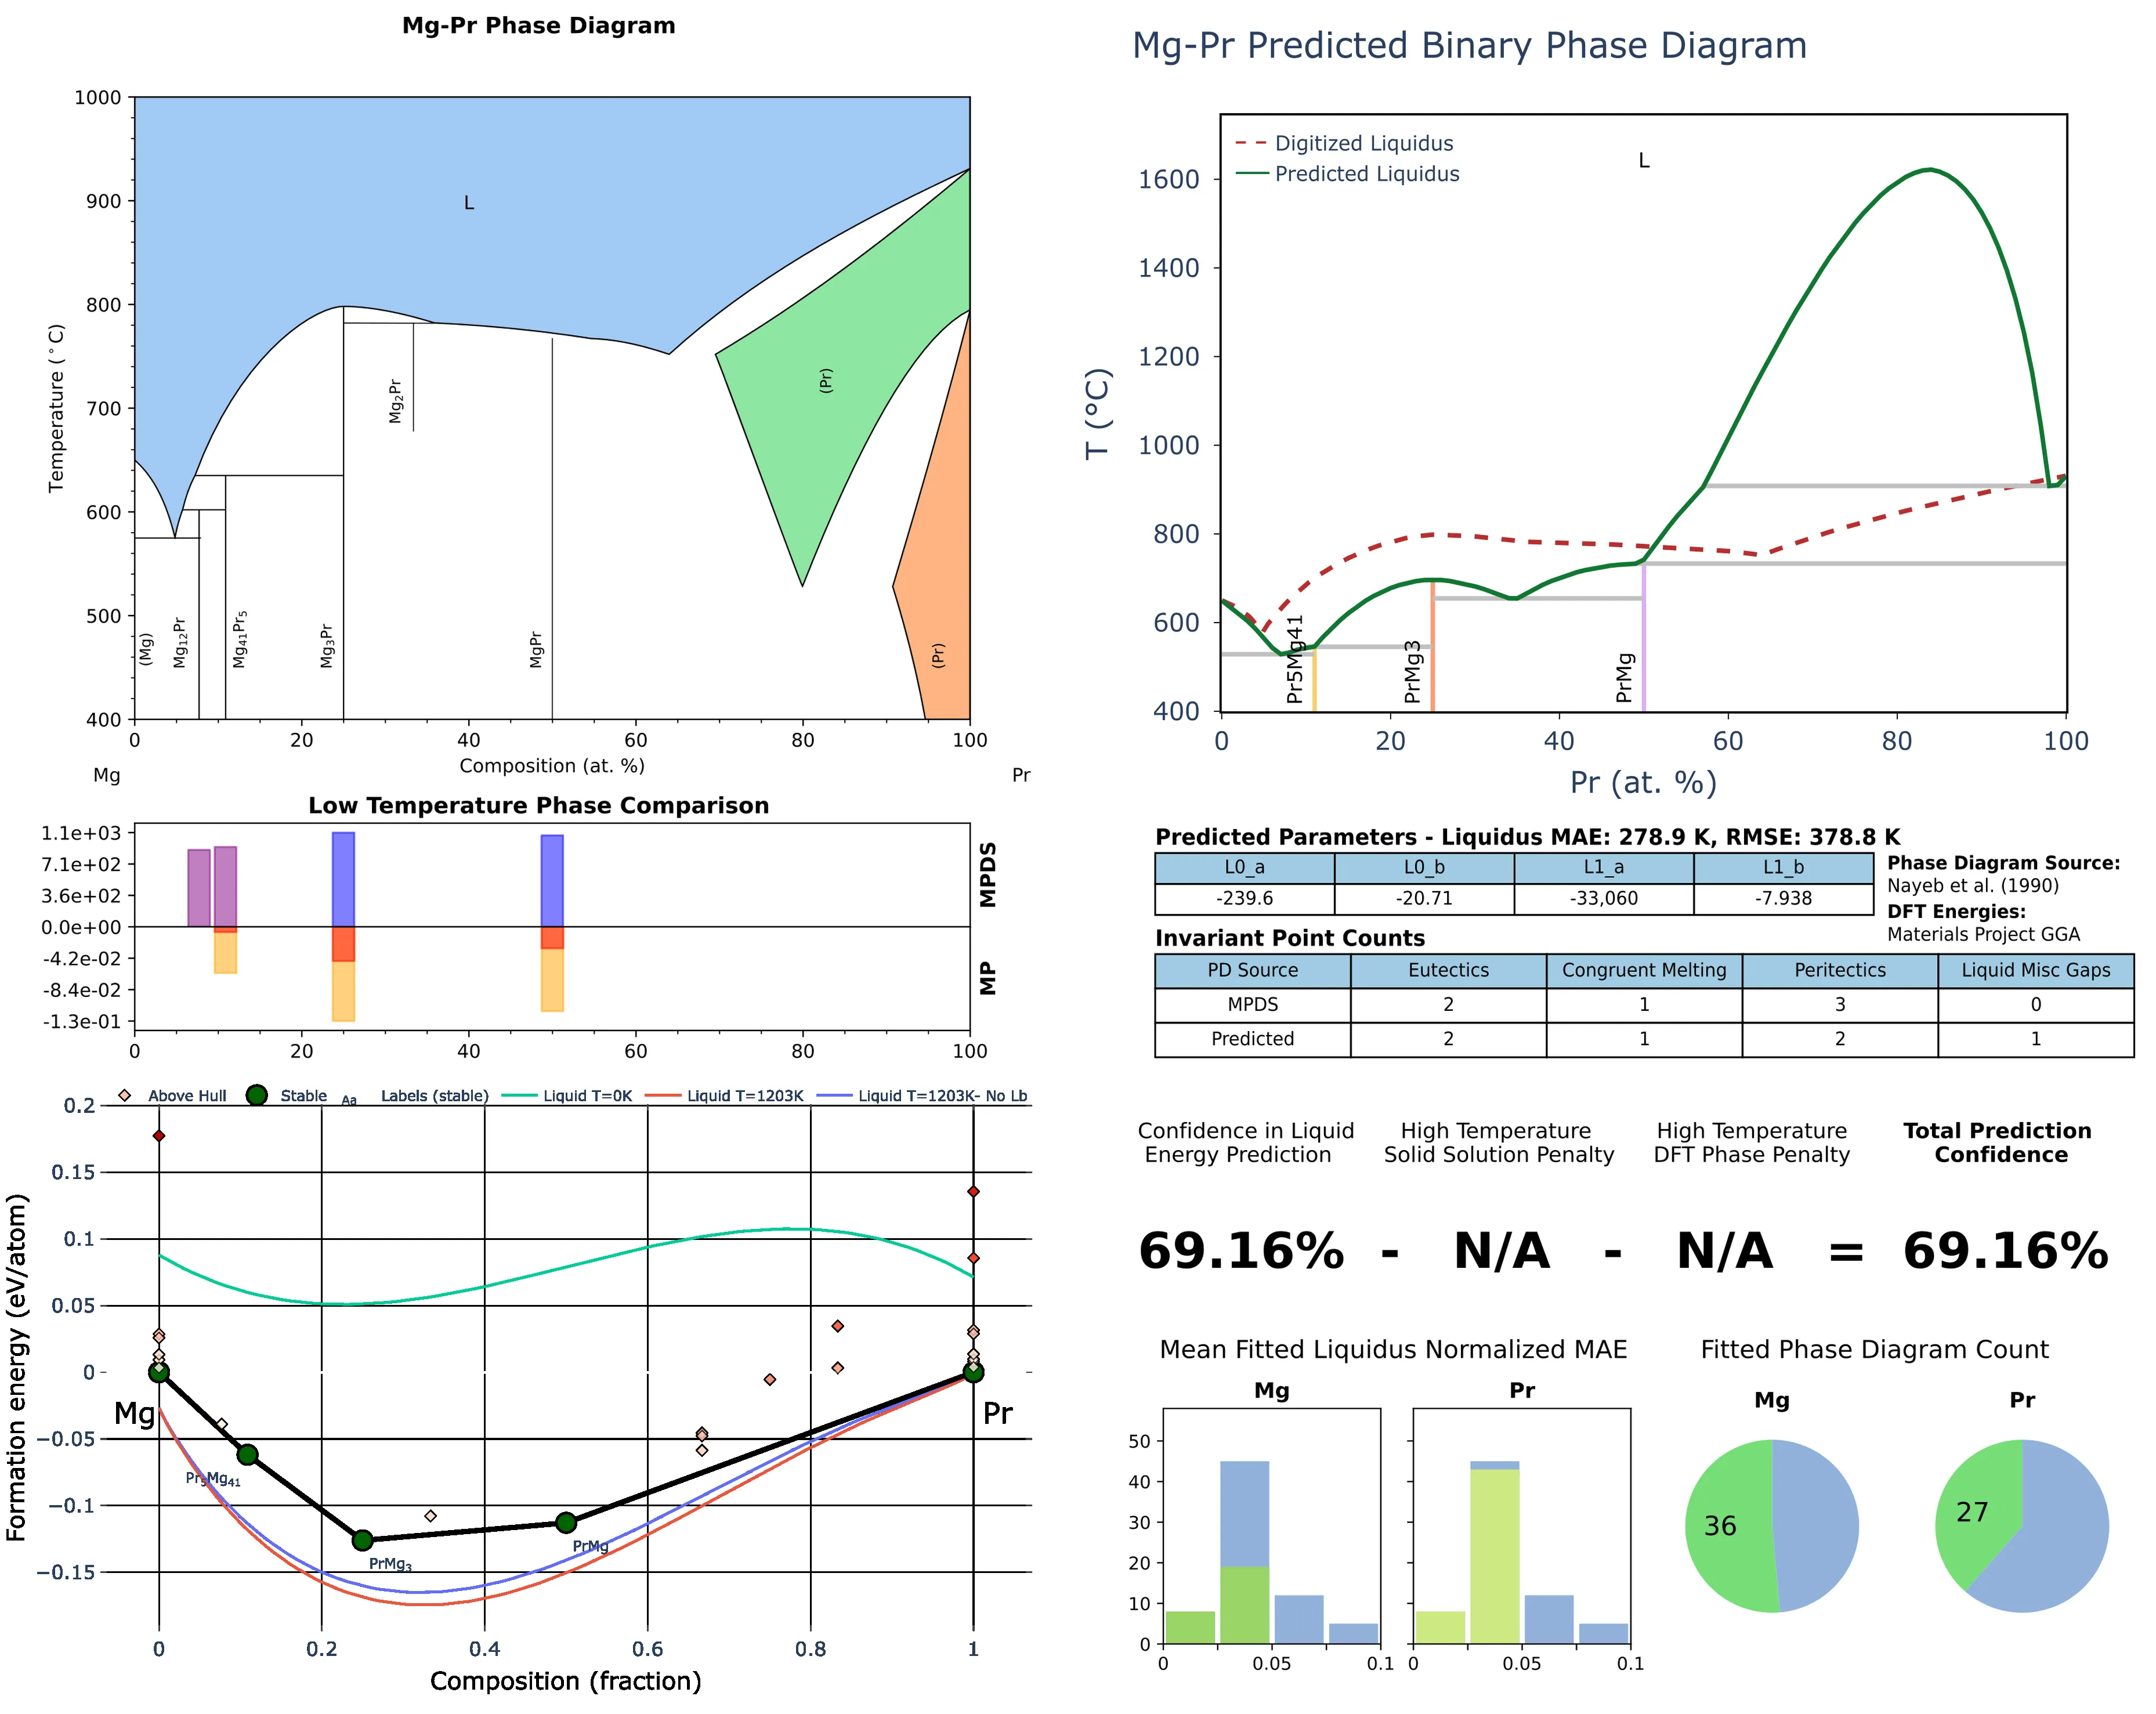 Mg-Pr Phase Diagram
1000
900
800
700
600
500
400
Temperature (°C)
L
(Mg)
Mg₁₂Pr
Mg₄₁Pr₅
Mg₃Pr
Mg₂Pr
MgPr
(Pr)
(Pr)
0 20 40 60 80 100
Mg Composition (at. %) Pr
Low Temperature Phase Comparison
1.1e+03
7.1e+02
3.6e+02
0.0e+00
-4.2e-02
-8.4e-02
-1.3e-01
MPDS
MP
0 20 40 60 80 100
Above Hull Stable Aa Labels (stable) Liquid T=0K Liquid T=1203K Liquid T=1203K- No Lb
0.2
0.15
0.1
0.05
0
−0.05
−0.1
−0.15
Formation energy (eV/atom)
Mg Pr
Pr₅Mg₄₁
PrMg₃
PrMg
0 0.2 0.4 0.6 0.8 1
Composition (fraction)
Mg-Pr Predicted Binary Phase Diagram
Digitized Liquidus
Predicted Liquidus
L
1600
1400
1200
1000
800
600
400
T (°C)
Pr5Mg41
PrMg3
PrMg
0 20 40 60 80 100
Pr (at. %)
Predicted Parameters - Liquidus MAE: 278.9 K, RMSE: 378.8 K
L0_a L0_b L1_a L1_b
-239.6 -20.71 -33,060 -7.938
Phase Diagram Source:
Nayeb et al. (1990)
DFT Energies:
Materials Project GGA
Invariant Point Counts
PD Source Eutectics Congruent Melting Peritectics Liquid Misc Gaps
MPDS 2 1 3 0
Predicted 2 1 2 1
Confidence in Liquid
Energy Prediction
High Temperature
Solid Solution Penalty
High Temperature
DFT Phase Penalty
Total Prediction
Confidence
69.16% - N/A - N/A = 69.16%
Mean Fitted Liquidus Normalized MAE
Mg Pr
50
40
30
20
10
0
0 0.05 0.1 0 0.05 0.1
Fitted Phase Diagram Count
Mg Pr
36 27